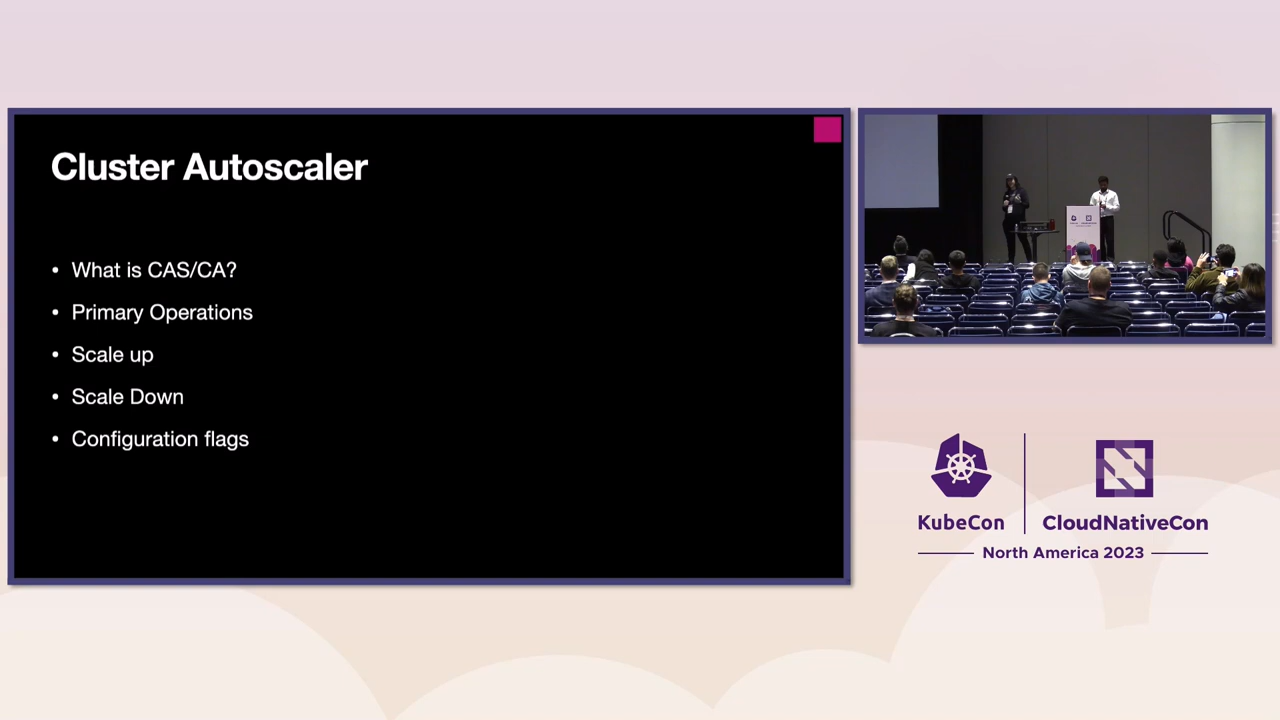 Cluster Autoscaler
• What is CAS/CA?
• Primary Operations
• Scale up
• Scale Down
• Configuration flags
KubeCon
CloudNativeCon
North America 2023